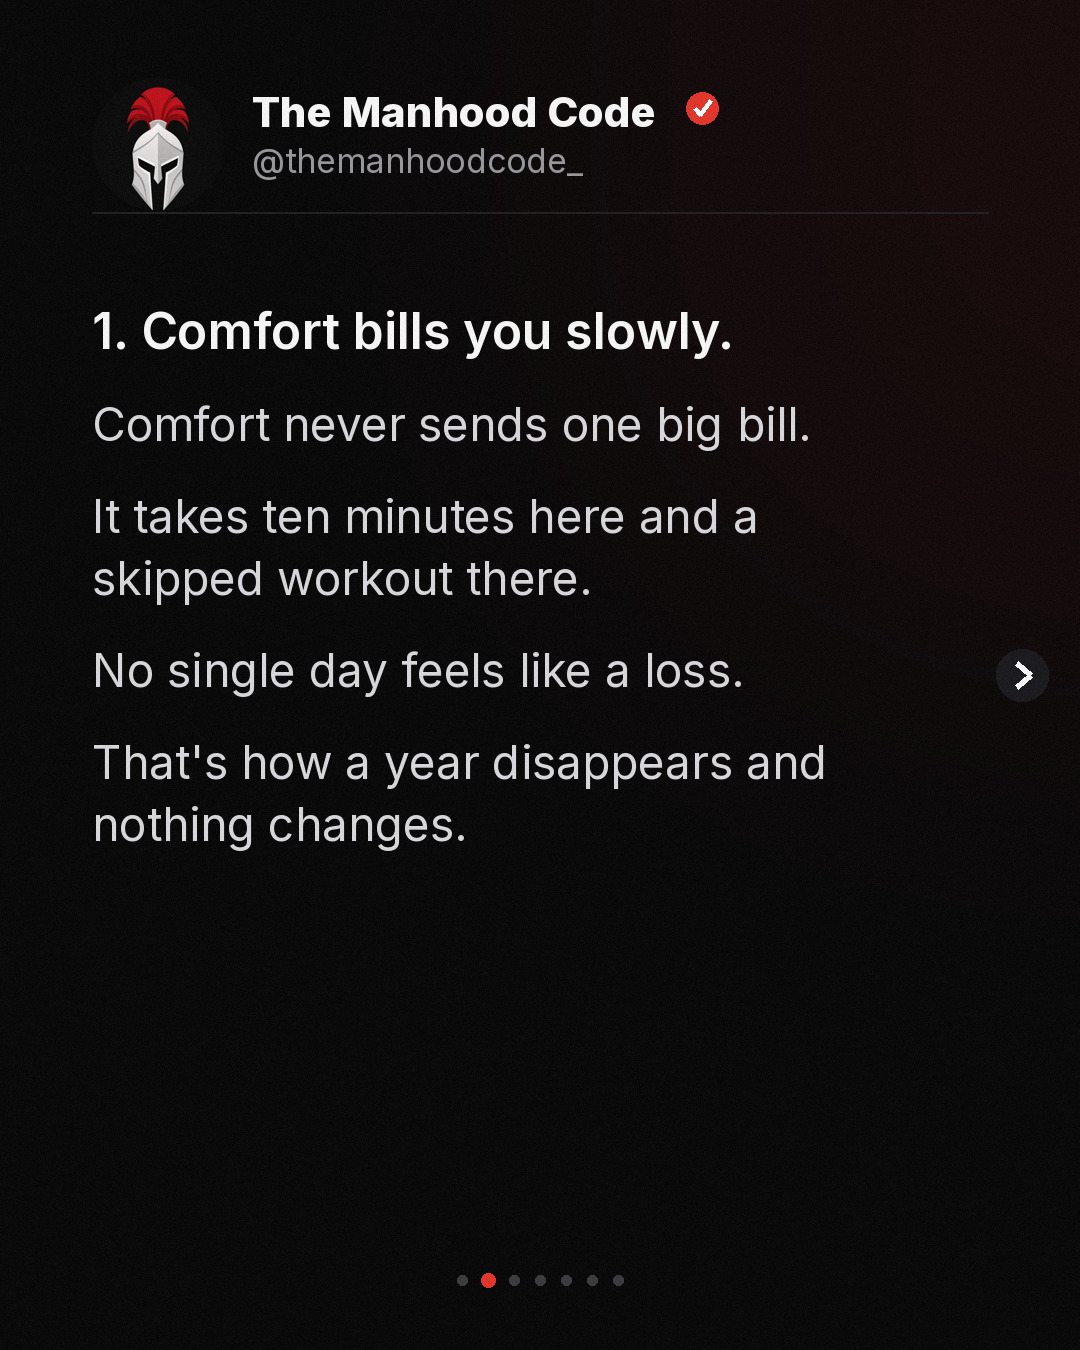 The Manhood Code
@themanhoodcode_
1. Comfort bills you slowly.
Comfort never sends one big bill.
It takes ten minutes here and a
skipped workout there.
No single day feels like a loss.
That's how a year disappears and
nothing changes.